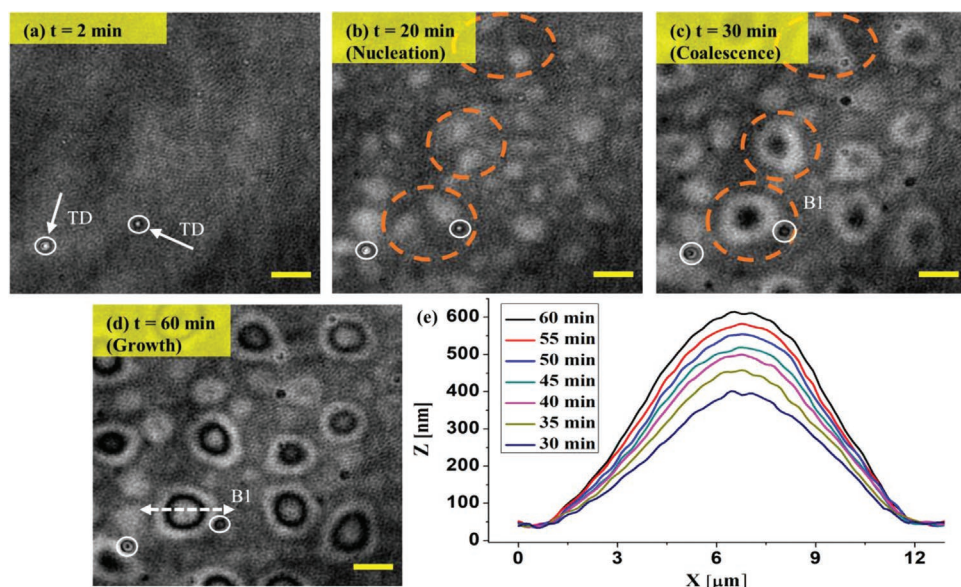 (a) t = 2 min
TD
TD
(b) t = 20 min
(Nucleation)
(c) t = 30 min
(Coalescence)
B1
(d) t = 60 min
(Growth)
B1
(e)
600
500
400
300
200
100
0
Z [nm]
60 min
55 min
50 min
45 min
40 min
35 min
30 min
0
3
6
9
12
X [μm]